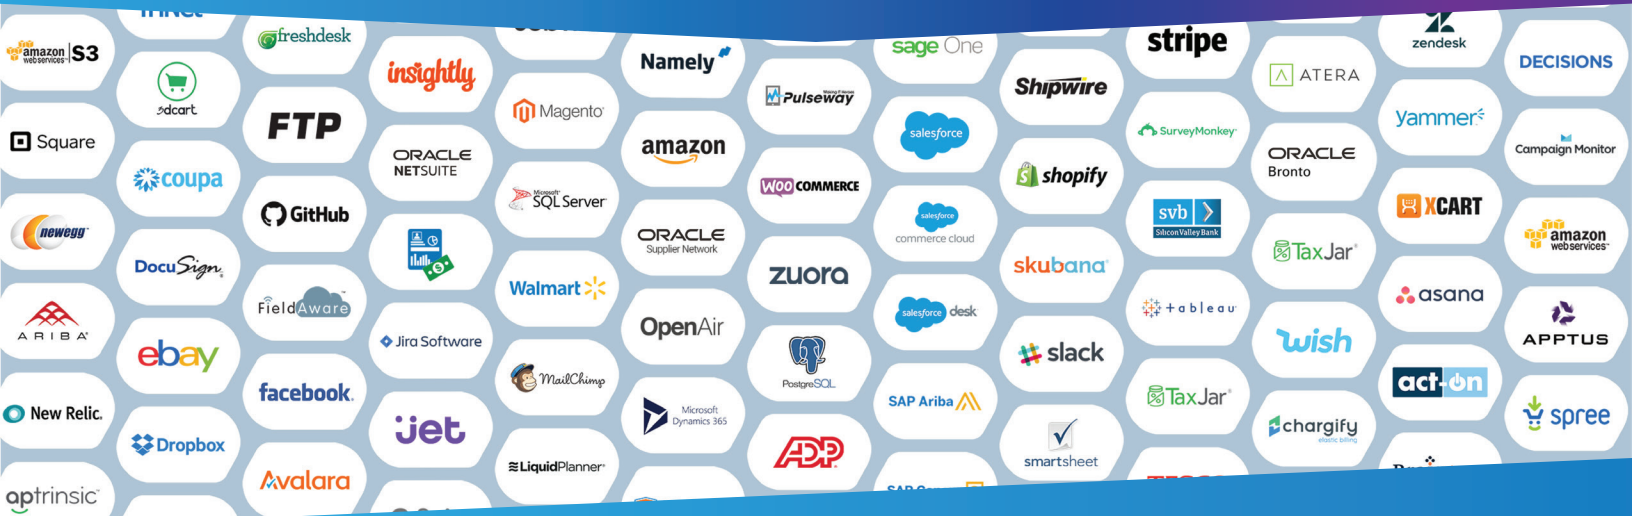 amazon
web services
S3
Square
newegg
ARIBA
New Relic.
aptrinsic
3dcart
coupa
DocuSign
ebay
Dropbox
freshdesk
FTP
GitHub
FieldAware
facebook
Avalara
insightly
ORACLE
NETSUITE
Jira Software
jet
Magento
Microsoft
SQL Server
Walmart
MailChimp
LiquidPlanner
Namely
amazon
ORACLE
Supplier Network
OpenAir
Microsoft
Dynamics 365
Pulseway
WOO COMMERCE
zuora
PostgreSQL
ADP
sage One
salesforce
salesforce
commerce cloud
salesforce desk
SAP Ariba
Shipwire
shopify
skubana
slack
smartsheet
stripe
SurveyMonkey
svb
Silicon Valley Bank
+ableau
TaxJar
ATERA
ORACLE
Bronto
TaxJar
wish
chargify
elastic billing
zendesk
yammer
XCART
asana
act-on
DECISIONS
Campaign Monitor
amazon
web services
APPTUS
spree